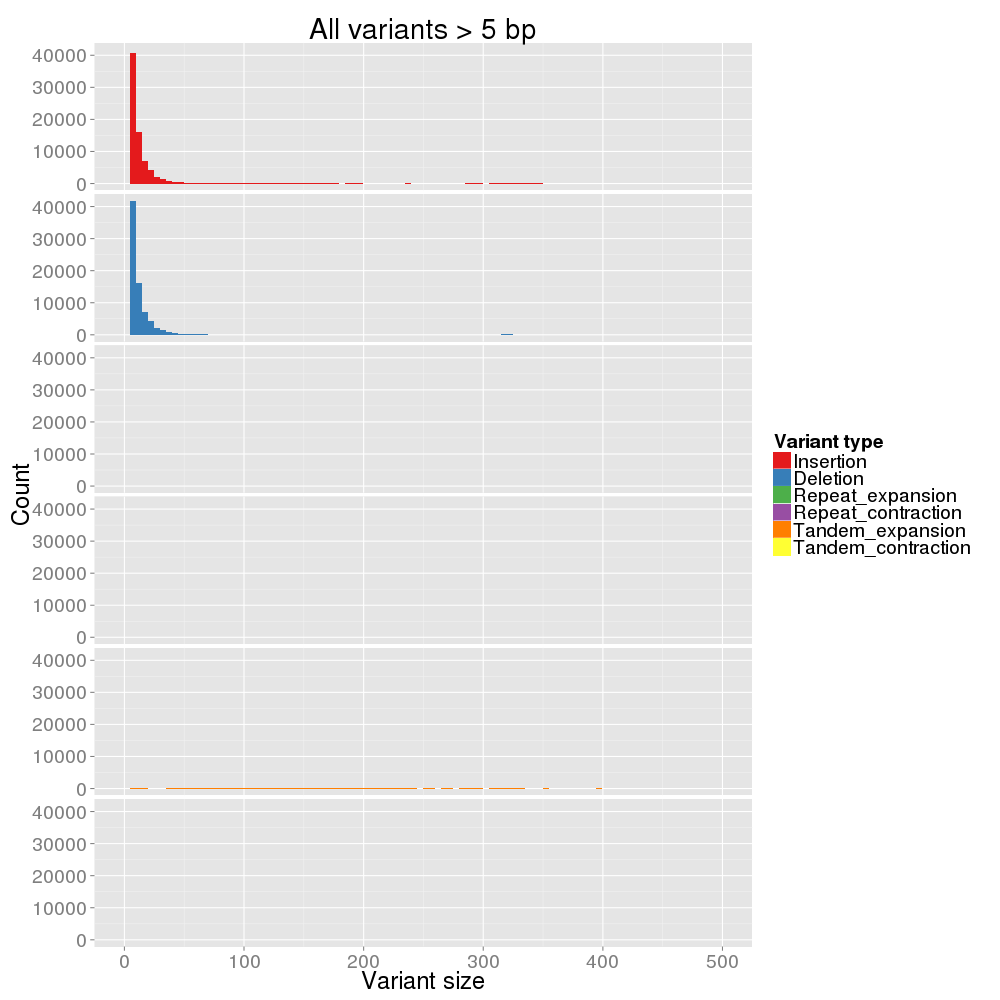 All variants > 5 bp
40000
30000
20000
10000
0
40000
30000
20000
10000
0
40000
30000
20000
10000
0
40000
30000
20000
10000
0
40000
30000
20000
10000
0
40000
30000
20000
10000
0
Count
0 100 200 300 400 500
Variant size
Variant type
Insertion
Deletion
Repeat_expansion
Repeat_contraction
Tandem_expansion
Tandem_contraction